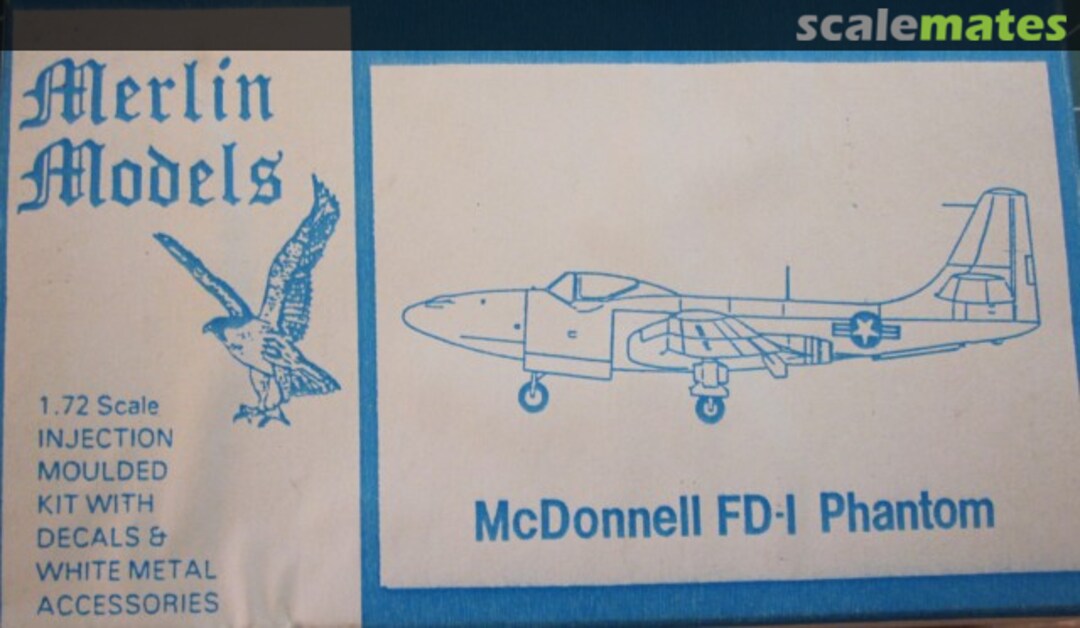 scalemates
Merlin
Models
1.72 Scale
INJECTION
MOULDED
KIT WITH
DECALS &
WHITE METAL
ACCESSORIES
McDonnell FD-I Phantom